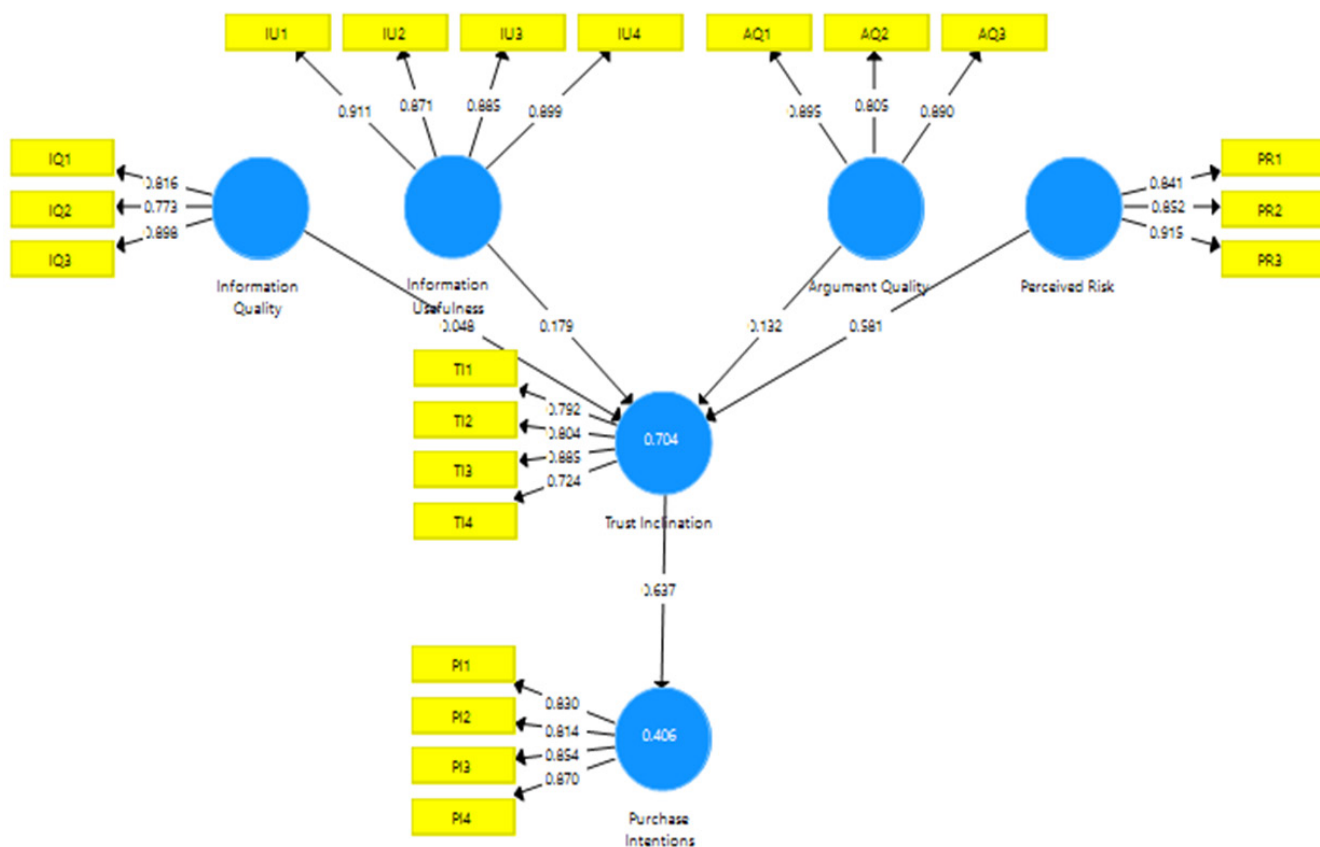 IU1 IU2 IU3 IU4 AQ1 AQ2 AQ3
0.911 0.871 0.885 0.899 0.895 0.805 0.890
IQ1
IQ2
IQ3
0.816
0.773
0.898
PR1
PR2
PR3
0.841
0.852
0.915
Information
Quality
Information
Usefulness
Argument Quality
Perceived Risk
0.048 0.179 0.132 0.581
TI1
TI2
TI3
TI4
0.792
0.804
0.885
0.724
0.704
Trust Inclination
0.637
PI1
PI2
PI3
PI4
0.830
0.814
0.854
0.870
0.406
Purchase
Intentions